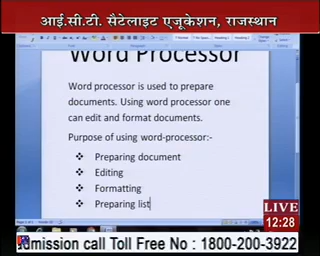 आई.सी.टी. सैटेलाइट एजूकेशन, राजस्थान
Word Processor
Word processor is used to prepare
documents. Using word processor one
can edit and format documents.
Purpose of using word-processor:-
❖ Preparing document
❖ Editing
❖ Formatting
❖ Preparing list
LIVE
12:28
dmission call Toll Free No : 1800-200-3922